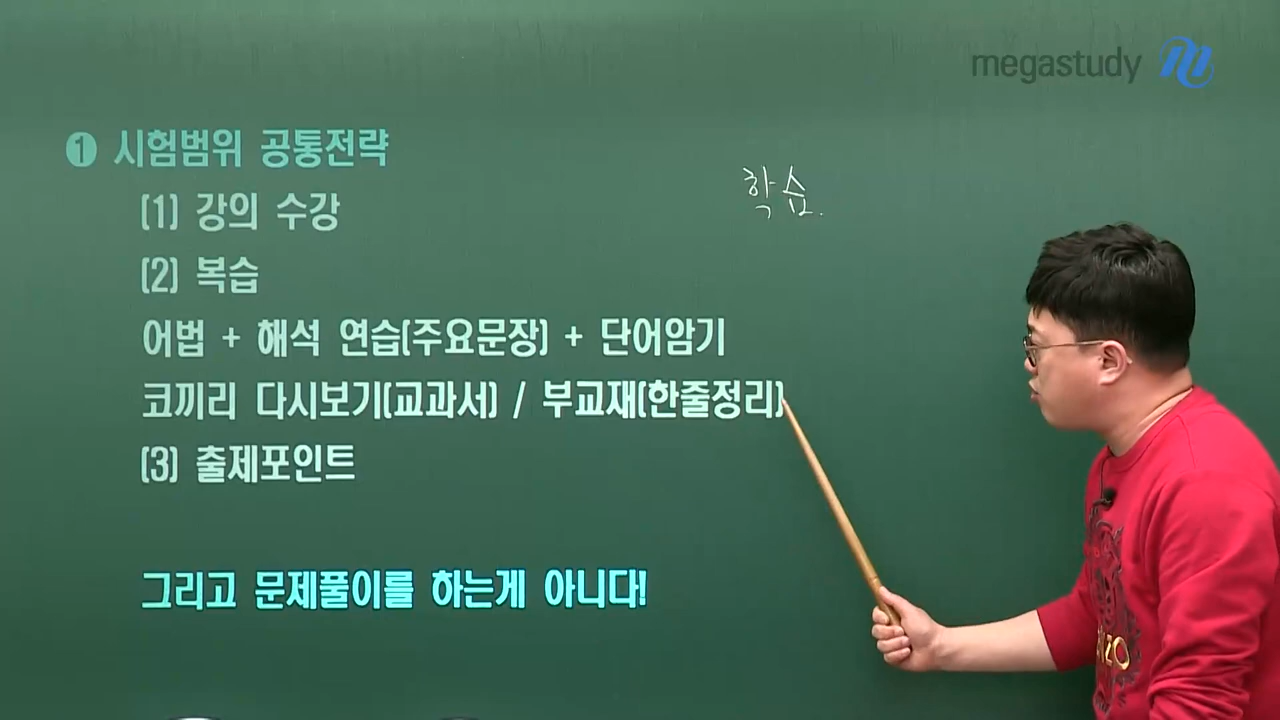 megastudy
❶ 시험범위 공통전략
(1) 강의 수강
학습.
(2) 복습
어법 + 해석 연습(주요문장) + 단어암기
코끼리 다시보기(교과서) / 부교재(한줄정리)
(3) 출제포인트
그리고 문제풀이를 하는게 아니다!